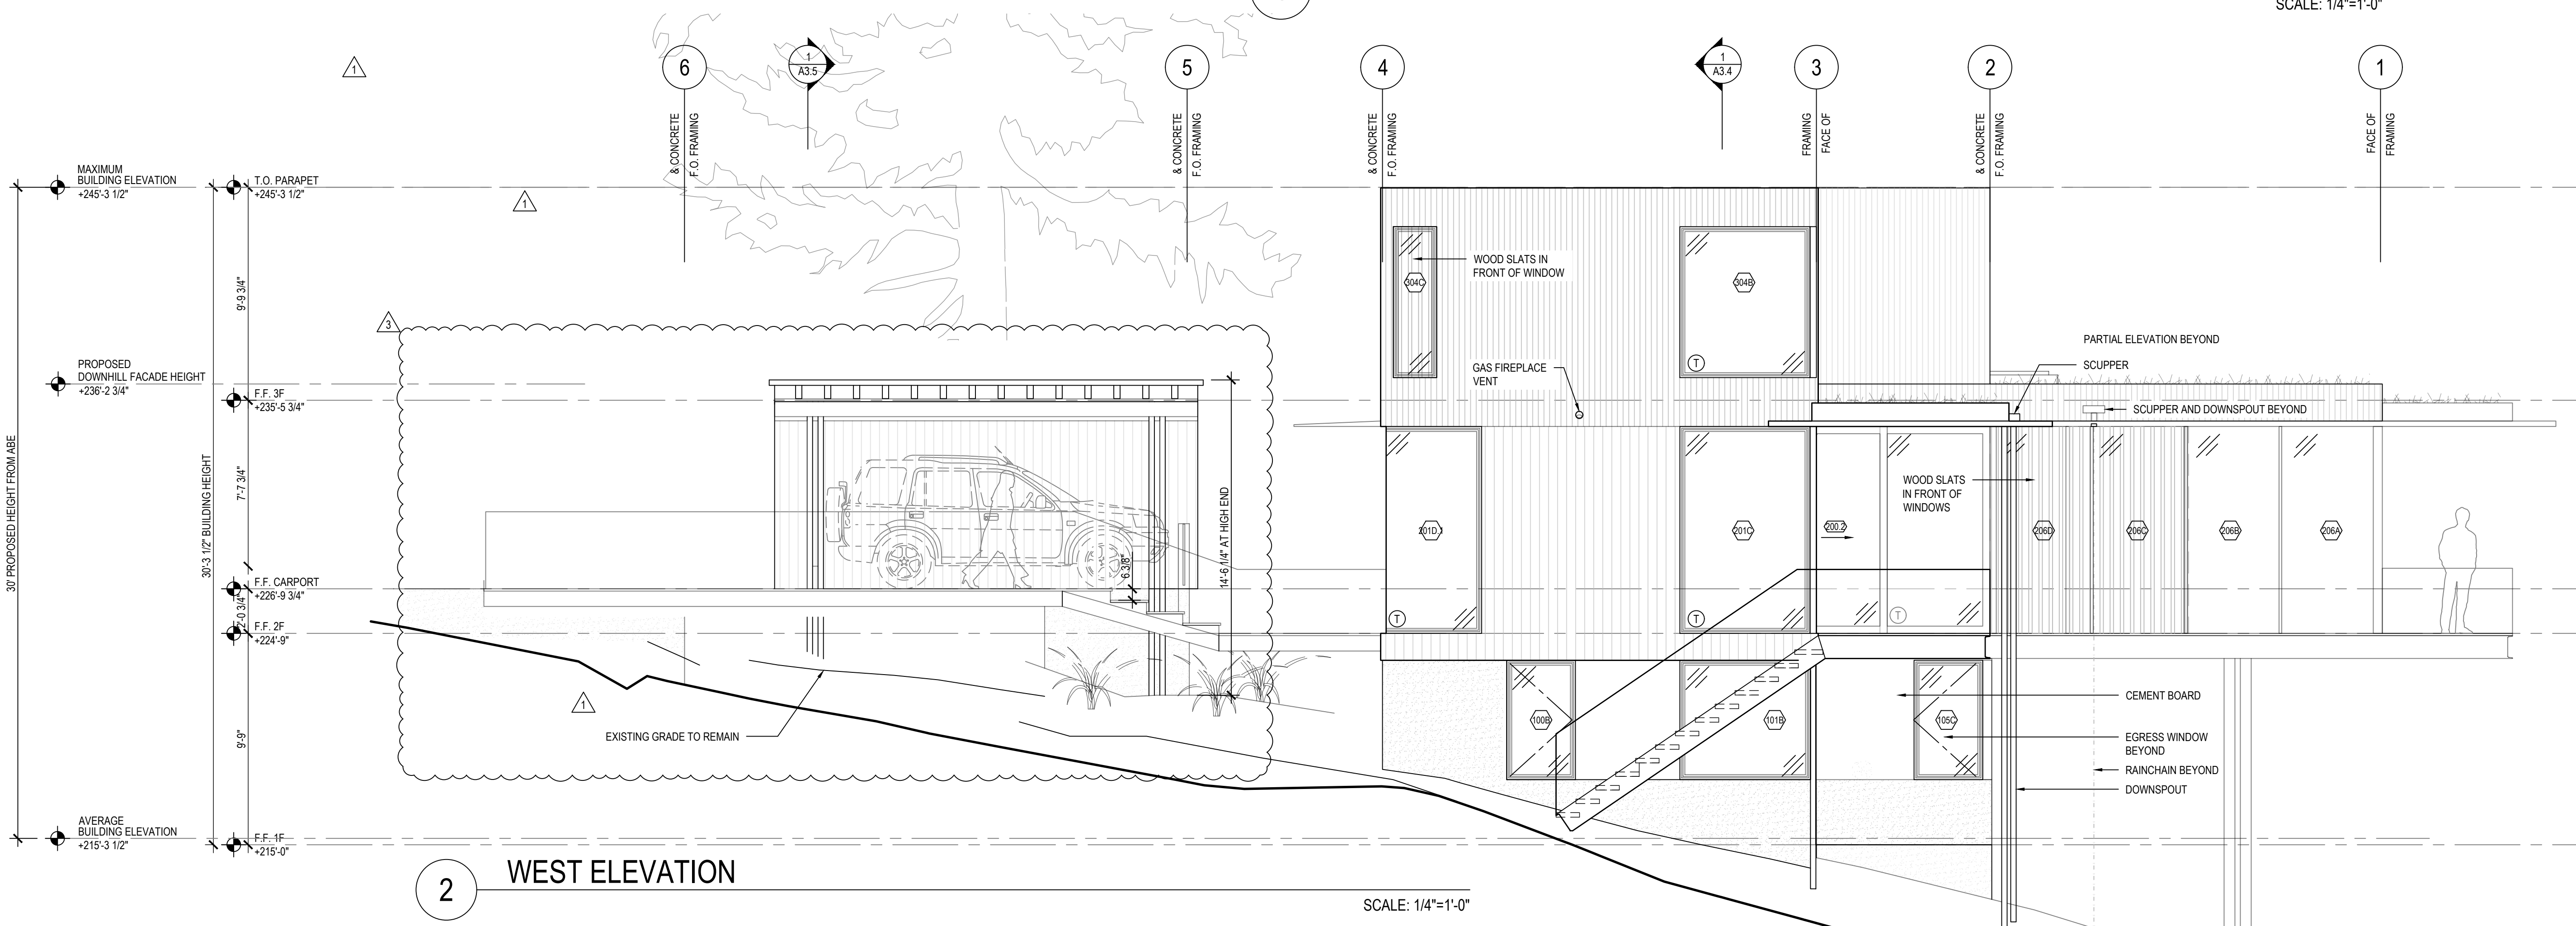 SCALE: 1/4"=1'-0"
1
6
1
A3.5
5
4
1
A3.4
3
2
1
& CONCRETE
F.O. FRAMING
& CONCRETE
F.O. FRAMING
& CONCRETE
F.O. FRAMING
FRAMING
FACE OF
& CONCRETE
F.O. FRAMING
FACE OF
FRAMING
MAXIMUM
BUILDING ELEVATION
+245'-3 1/2"
T.O. PARAPET
+245'-3 1/2"
1
9'-9 3/4"
WOOD SLATS IN
FRONT OF WINDOW
304C
304B
3
PARTIAL ELEVATION BEYOND
SCUPPER
PROPOSED
DOWNHILL FACADE HEIGHT
+236'-2 3/4"
F.F. 3F
+235'-5 3/4"
GAS FIREPLACE
VENT
T
SCUPPER AND DOWNSPOUT BEYOND
30' PROPOSED HEIGHT FROM ABE
30'-3 1/2" BUILDING HEIGHT
7'-7 3/4"
14'-6 1/4" AT HIGH END
6 3/8"
WOOD SLATS
IN FRONT OF
WINDOWS
201D.1
201C
200.2
206D
206C
206B
206A
F.F. CARPORT
+226'-9 3/4"
2'-0 3/4"
F.F. 2F
+224'-9"
T
T
T
1
9'-9"
EXISTING GRADE TO REMAIN
100B
101B
105C
CEMENT BOARD
EGRESS WINDOW
BEYOND
RAINCHAIN BEYOND
DOWNSPOUT
AVERAGE
BUILDING ELEVATION
+215'-3 1/2"
F.F. 1F
+215'-0"
2
WEST ELEVATION
SCALE: 1/4"=1'-0"